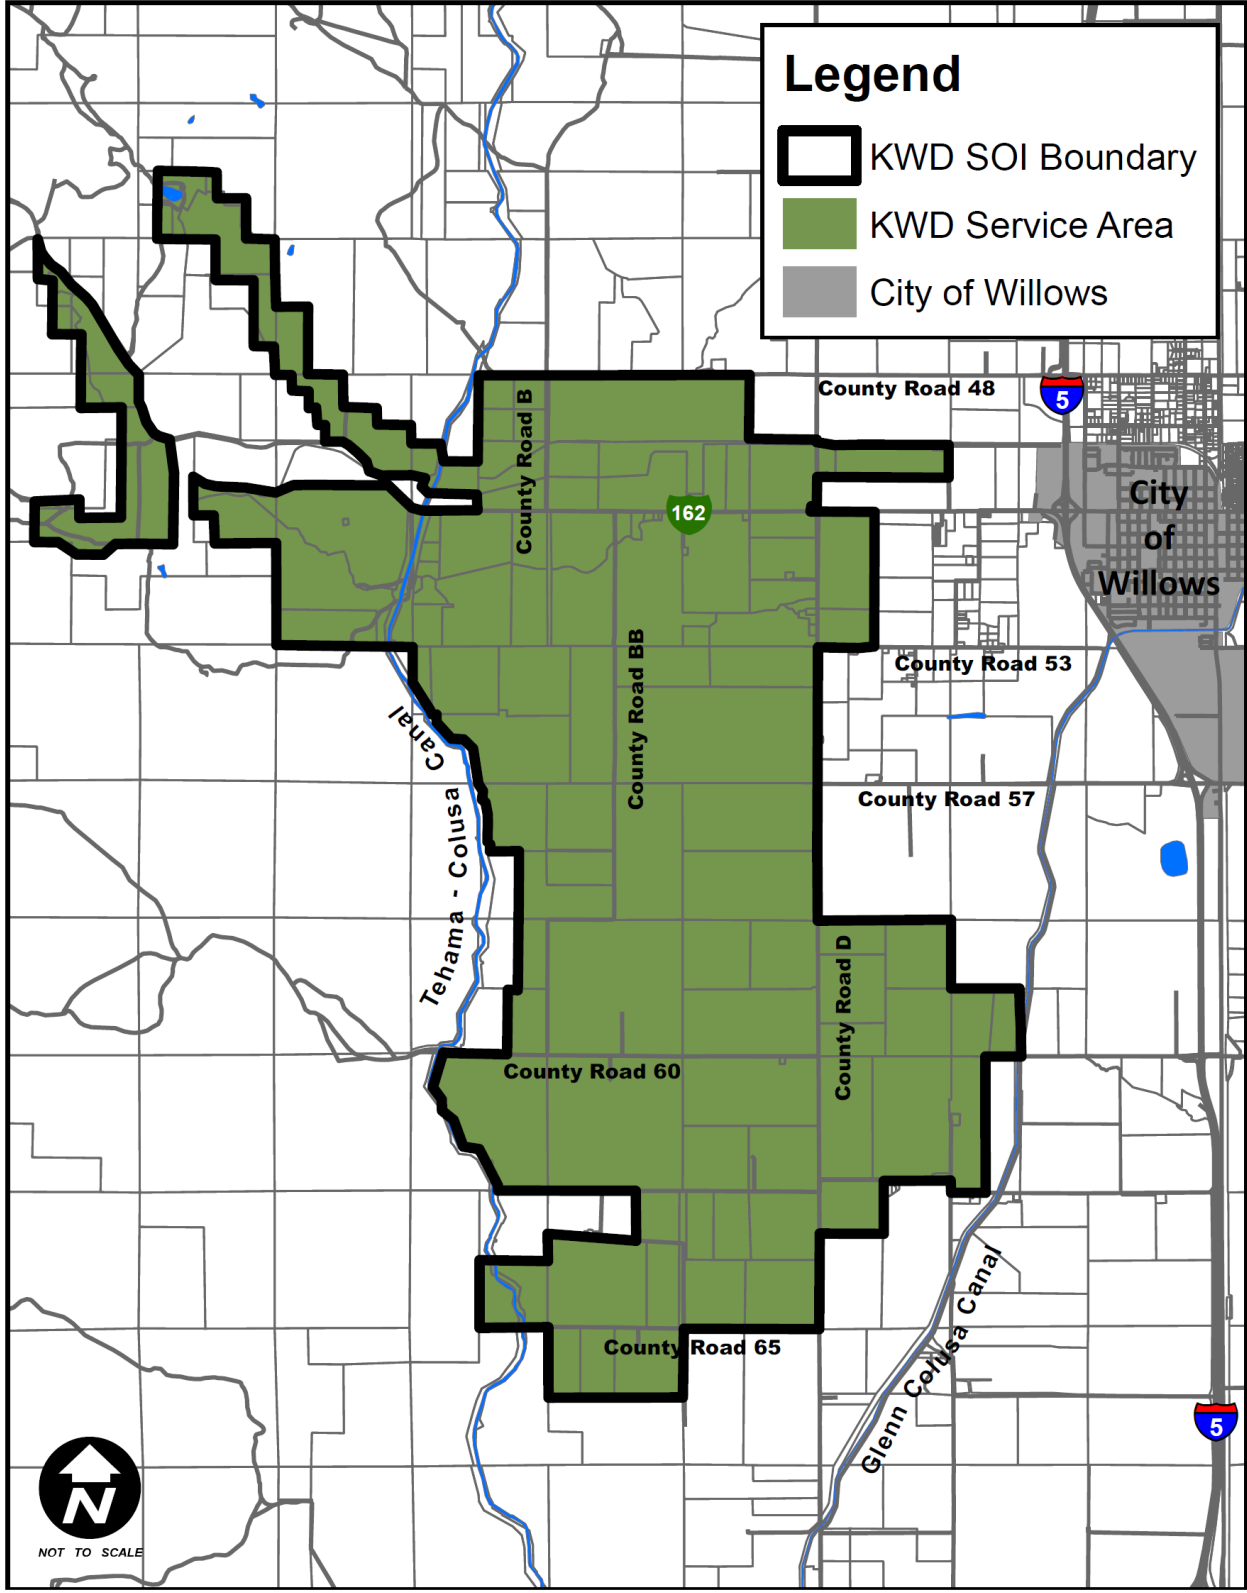 Legend
KWD SOI Boundary
KWD Service Area
City of Willows
County Road 48
5
County Road B
162
City
of
Willows
County Road BB
County Road 53
Tehama - Colusa Canal
County Road 57
County Road D
County Road 60
County Road 65
Glenn Colusa Canal
5
N
NOT TO SCALE